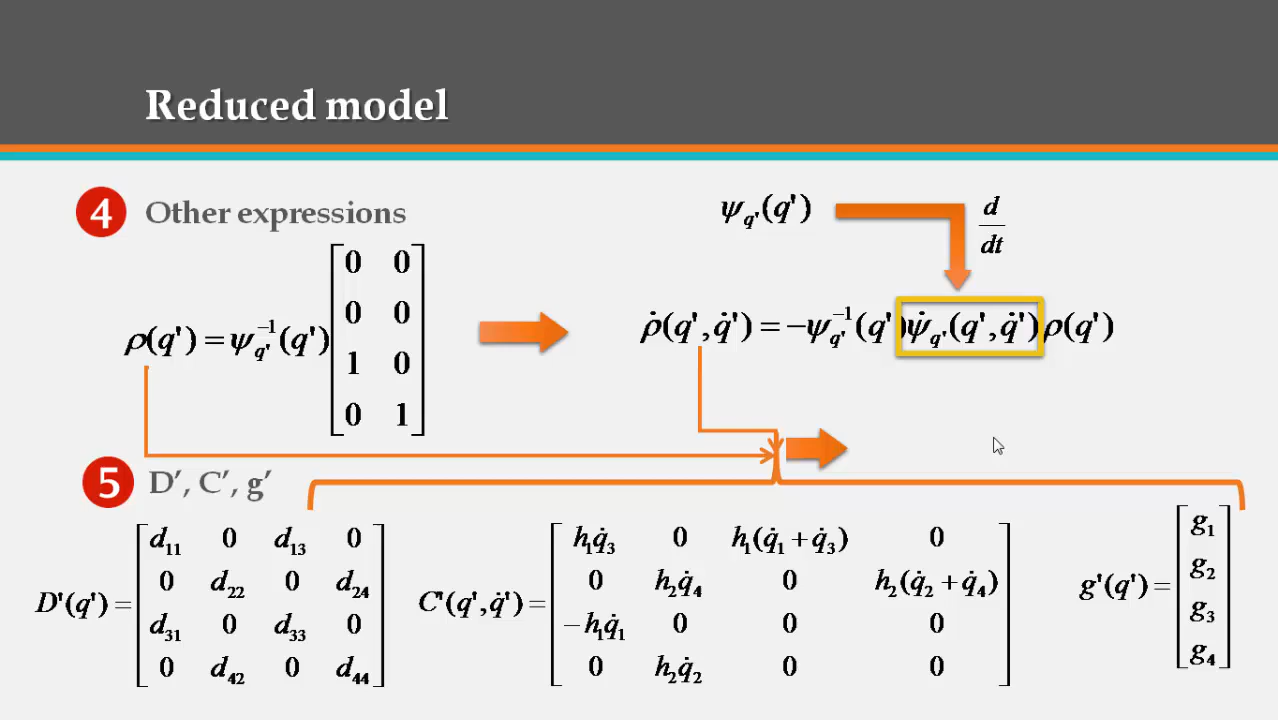 Reduced model
4 Other expressions
ψ_q'(q')
d/dt
ρ(q') = ψ_q'^{-1}(q') [0 0; 0 0; 1 0; 0 1]
ρ̇(q', q̇') = −ψ_q'^{-1}(q') ψ̇_q'(q', q̇') ρ(q')
5 D′, C′, g′
D'(q') = [d₁₁ 0 d₁₃ 0; 0 d₂₂ 0 d₂₄; d₃₁ 0 d₃₃ 0; 0 d₄₂ 0 d₄₄]
C'(q', q̇') = [h₁q̇₃ 0 h₁(q̇₁ + q̇₃) 0; 0 h₂q̇₄ 0 h₂(q̇₂ + q̇₄); −h₁q̇₁ 0 0 0; 0 h₂q̇₂ 0 0]
g'(q') = [g₁; g₂; g₃; g₄]